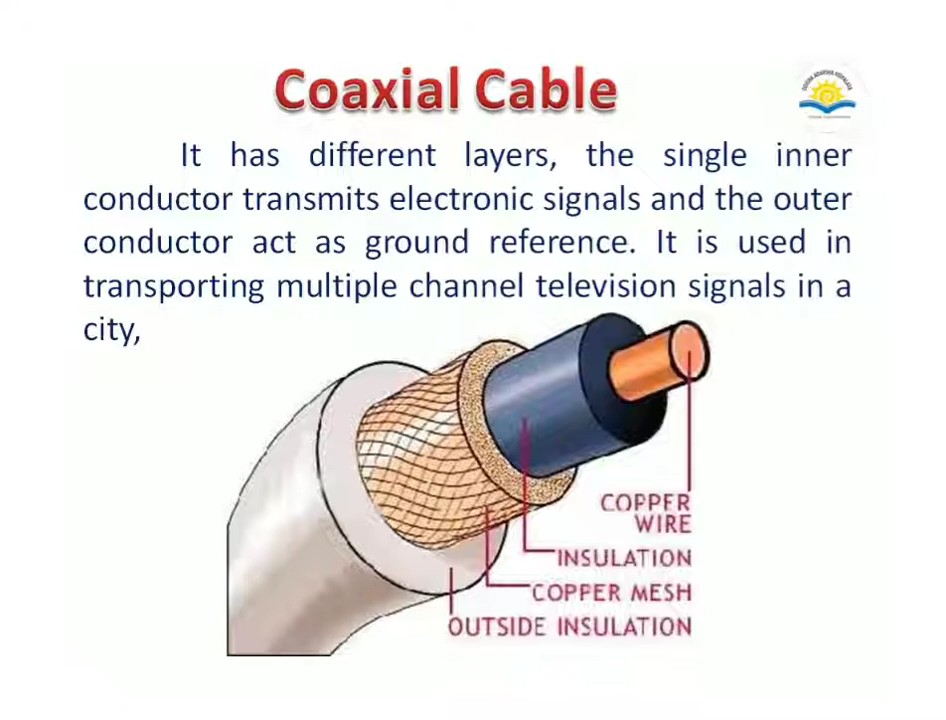 Coaxial Cable
It has different layers, the single inner
conductor transmits electronic signals and the outer
conductor act as ground reference. It is used in
transporting multiple channel television signals in a
city,
COPPER
WIRE
INSULATION
COPPER MESH
OUTSIDE INSULATION